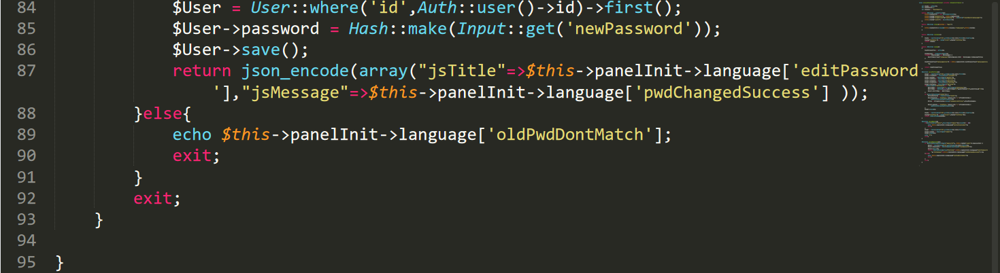 84 $User = User::where('id',Auth::user()->id)->first();
85 $User->password = Hash::make(Input::get('newPassword'));
86 $User->save();
87 return json_encode(array("jsTitle"=>$this->panelInit->language['editPassword
'],"jsMessage"=>$this->panelInit->language['pwdChangedSuccess'] ));
88 }else{
89 echo $this->panelInit->language['oldPwdDontMatch'];
90 exit;
91 }
92 exit;
93 }
94
95 }